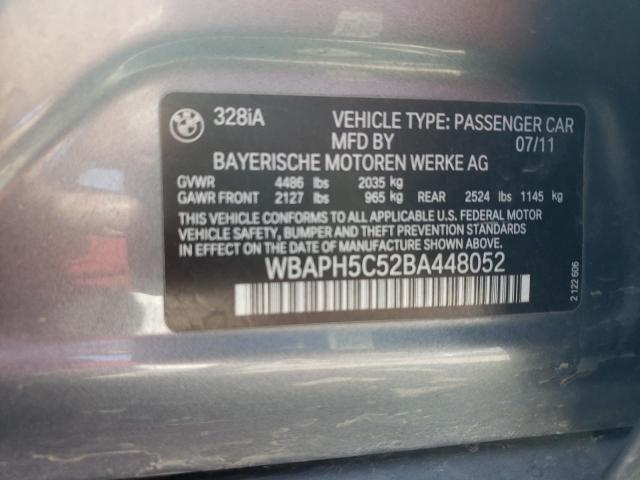 BMW 328iA VEHICLE TYPE: PASSENGER CAR
MFD BY 07/11
BAYERISCHE MOTOREN WERKE AG
GVWR 4486 lbs 2035 kg
GAWR FRONT 2127 lbs 965 kg REAR 2524 lbs 1145 kg
THIS VEHICLE CONFORMS TO ALL APPLICABLE U.S. FEDERAL MOTOR
VEHICLE SAFETY, BUMPER AND THEFT PREVENTION STANDARDS
IN EFFECT ON THE DATE OF MANUFACTURE SHOWN ABOVE.
WBAPH5C52BA448052
2 122 606